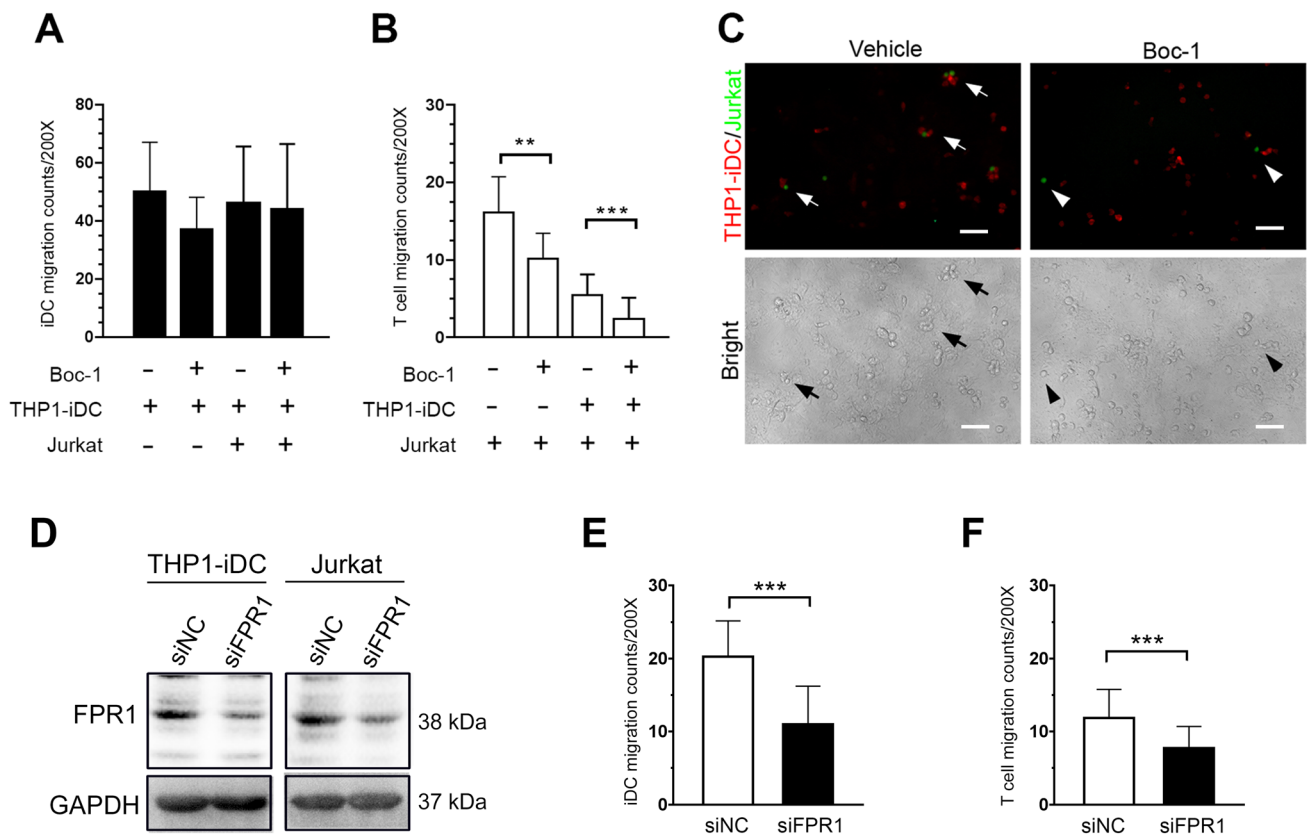 A
iDC migration counts/200X
80
60
40
20
0
Boc-1 – + – +
THP1-iDC + + + +
Jurkat – – + +
B
T cell migration counts/200X
30
20
10
0
**
***
Boc-1 – + – +
THP1-iDC – – + +
Jurkat + + + +
C
Vehicle Boc-1
THP1-iDC/Jurkat
Bright
D
THP1-iDC Jurkat
siNC siFPR1 siNC siFPR1
FPR1 38 kDa
GAPDH 37 kDa
E
iDC migration counts/200X
30
20
10
0
***
siNC siFPR1
F
T cell migration counts/200X
30
20
10
0
***
siNC siFPR1